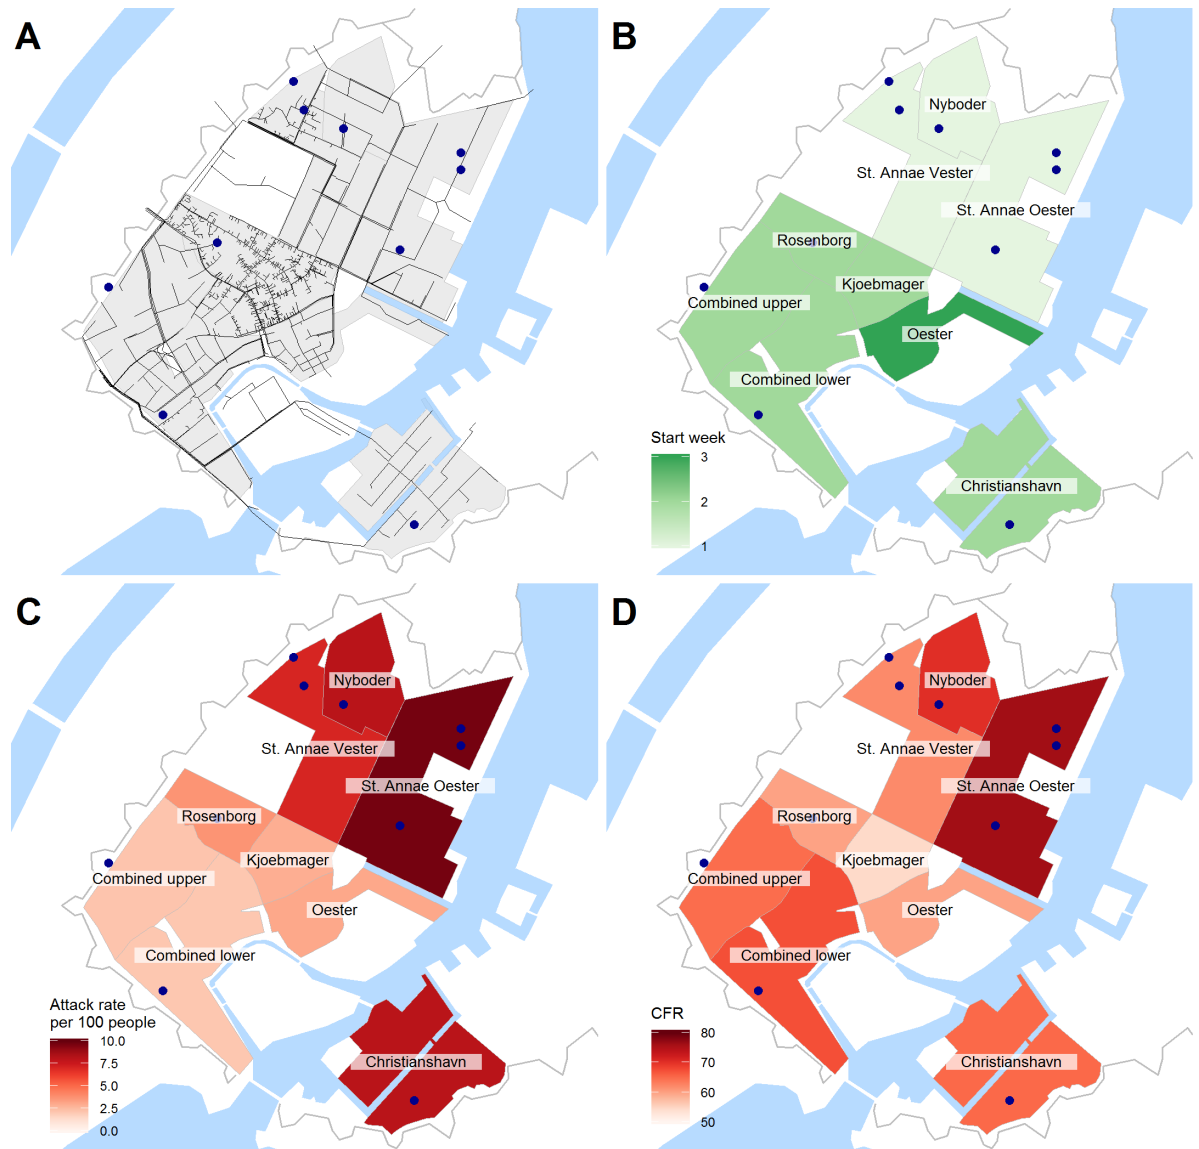 A
B
Nyboder
St. Annae Vester
St. Annae Oester
Rosenborg
Kjoebmager
Combined upper
Oester
Combined lower
Christianshavn
Start week
3
2
1
C
Nyboder
St. Annae Vester
St. Annae Oester
Rosenborg
Kjoebmager
Combined upper
Oester
Combined lower
Christianshavn
Attack rate
per 100 people
10.0
7.5
5.0
2.5
0.0
D
Nyboder
St. Annae Vester
St. Annae Oester
Rosenborg
Kjoebmager
Combined upper
Oester
Combined lower
Christianshavn
CFR
80
70
60
50